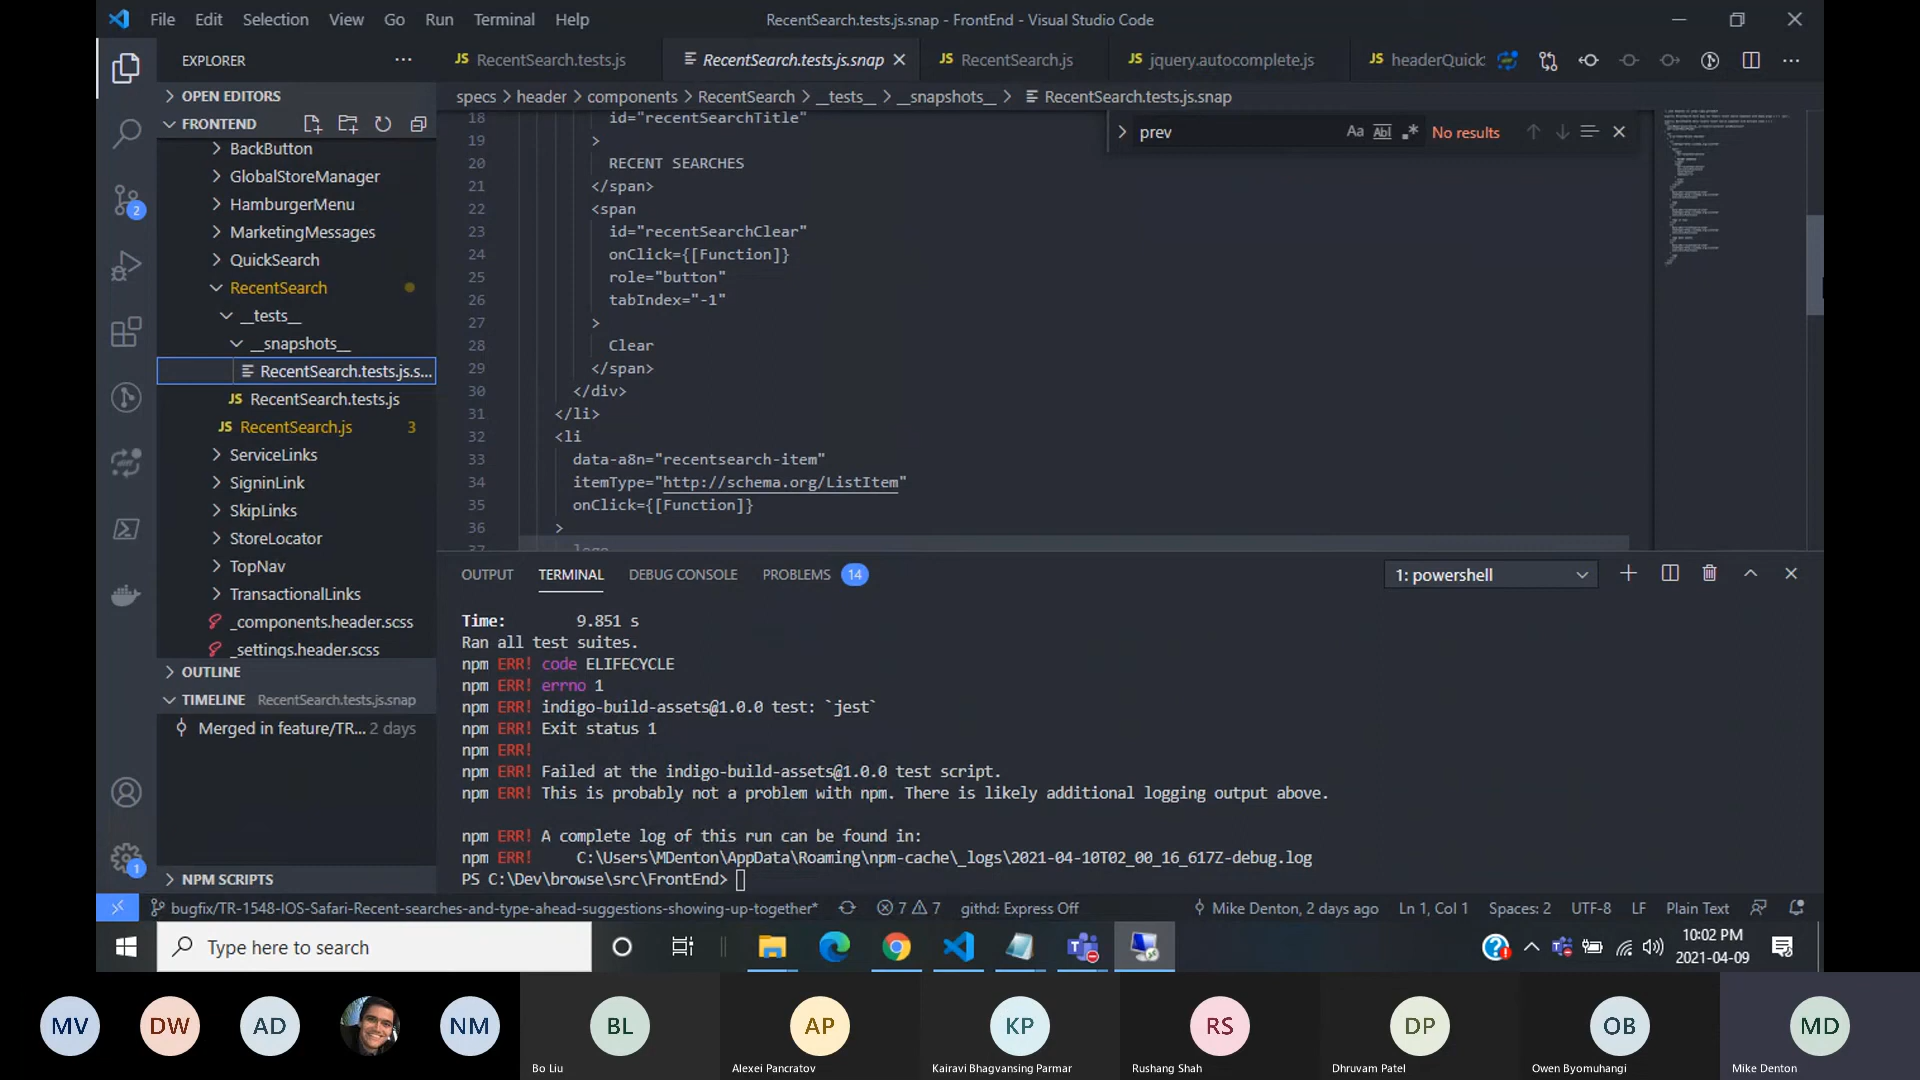 File Edit Selection View Go Run Terminal Help
RecentSearch.tests.js.snap - FrontEnd - Visual Studio Code
EXPLORER
JS RecentSearch.tests.js
RecentSearch.tests.js.snap
JS RecentSearch.js
JS jquery.autocomplete.js
JS headerQuick
OPEN EDITORS
specs > header > components > RecentSearch > __tests__ > __snapshots__ > RecentSearch.tests.js.snap
FRONTEND
prev
Aa Abl .* No results
BackButton
GlobalStoreManager
HamburgerMenu
MarketingMessages
QuickSearch
RecentSearch
__tests__
__snapshots__
RecentSearch.tests.js.s...
JS RecentSearch.tests.js
JS RecentSearch.js 3
ServiceLinks
SigninLink
SkipLinks
StoreLocator
TopNav
TransactionalLinks
_components.header.scss
_settings.header.scss
OUTLINE
TIMELINE RecentSearch.tests.js.snap
Merged in feature/TR... 2 days
NPM SCRIPTS
2
1
18 id="recentSearchTitle"
19 >
20 RECENT SEARCHES
21 </span>
22 <span
23 id="recentSearchClear"
24 onClick={[Function]}
25 role="button"
26 tabIndex="-1"
27 >
28 Clear
29 </span>
30 </div>
31 </li>
32 <li
33 data-a8n="recentsearch-item"
34 itemType="http://schema.org/ListItem"
35 onClick={[Function]}
36 >
37 lego
OUTPUT TERMINAL DEBUG CONSOLE PROBLEMS 14
1: powershell
Time: 9.851 s
Ran all test suites.
npm ERR! code ELIFECYCLE
npm ERR! errno 1
npm ERR! indigo-build-assets@1.0.0 test: `jest`
npm ERR! Exit status 1
npm ERR!
npm ERR! Failed at the indigo-build-assets@1.0.0 test script.
npm ERR! This is probably not a problem with npm. There is likely additional logging output above.
npm ERR! A complete log of this run can be found in:
npm ERR! C:\Users\MDenton\AppData\Roaming\npm-cache\_logs\2021-04-10T02_00_16_617Z-debug.log
PS C:\Dev\browse\src\FrontEnd>
bugfix/TR-1548-IOS-Safari-Recent-searches-and-type-ahead-suggestions-showing-up-together*
7 7 githd: Express Off
Mike Denton, 2 days ago Ln 1, Col 1 Spaces: 2 UTF-8 LF Plain Text
Type here to search
10:02 PM
2021-04-09
MV DW AD NM BL AP KP RS DP OB MD
Bo Liu
Alexei Pancratov
Kairavi Bhagvansing Parmar
Rushang Shah
Dhruvam Patel
Owen Byomuhangi
Mike Denton